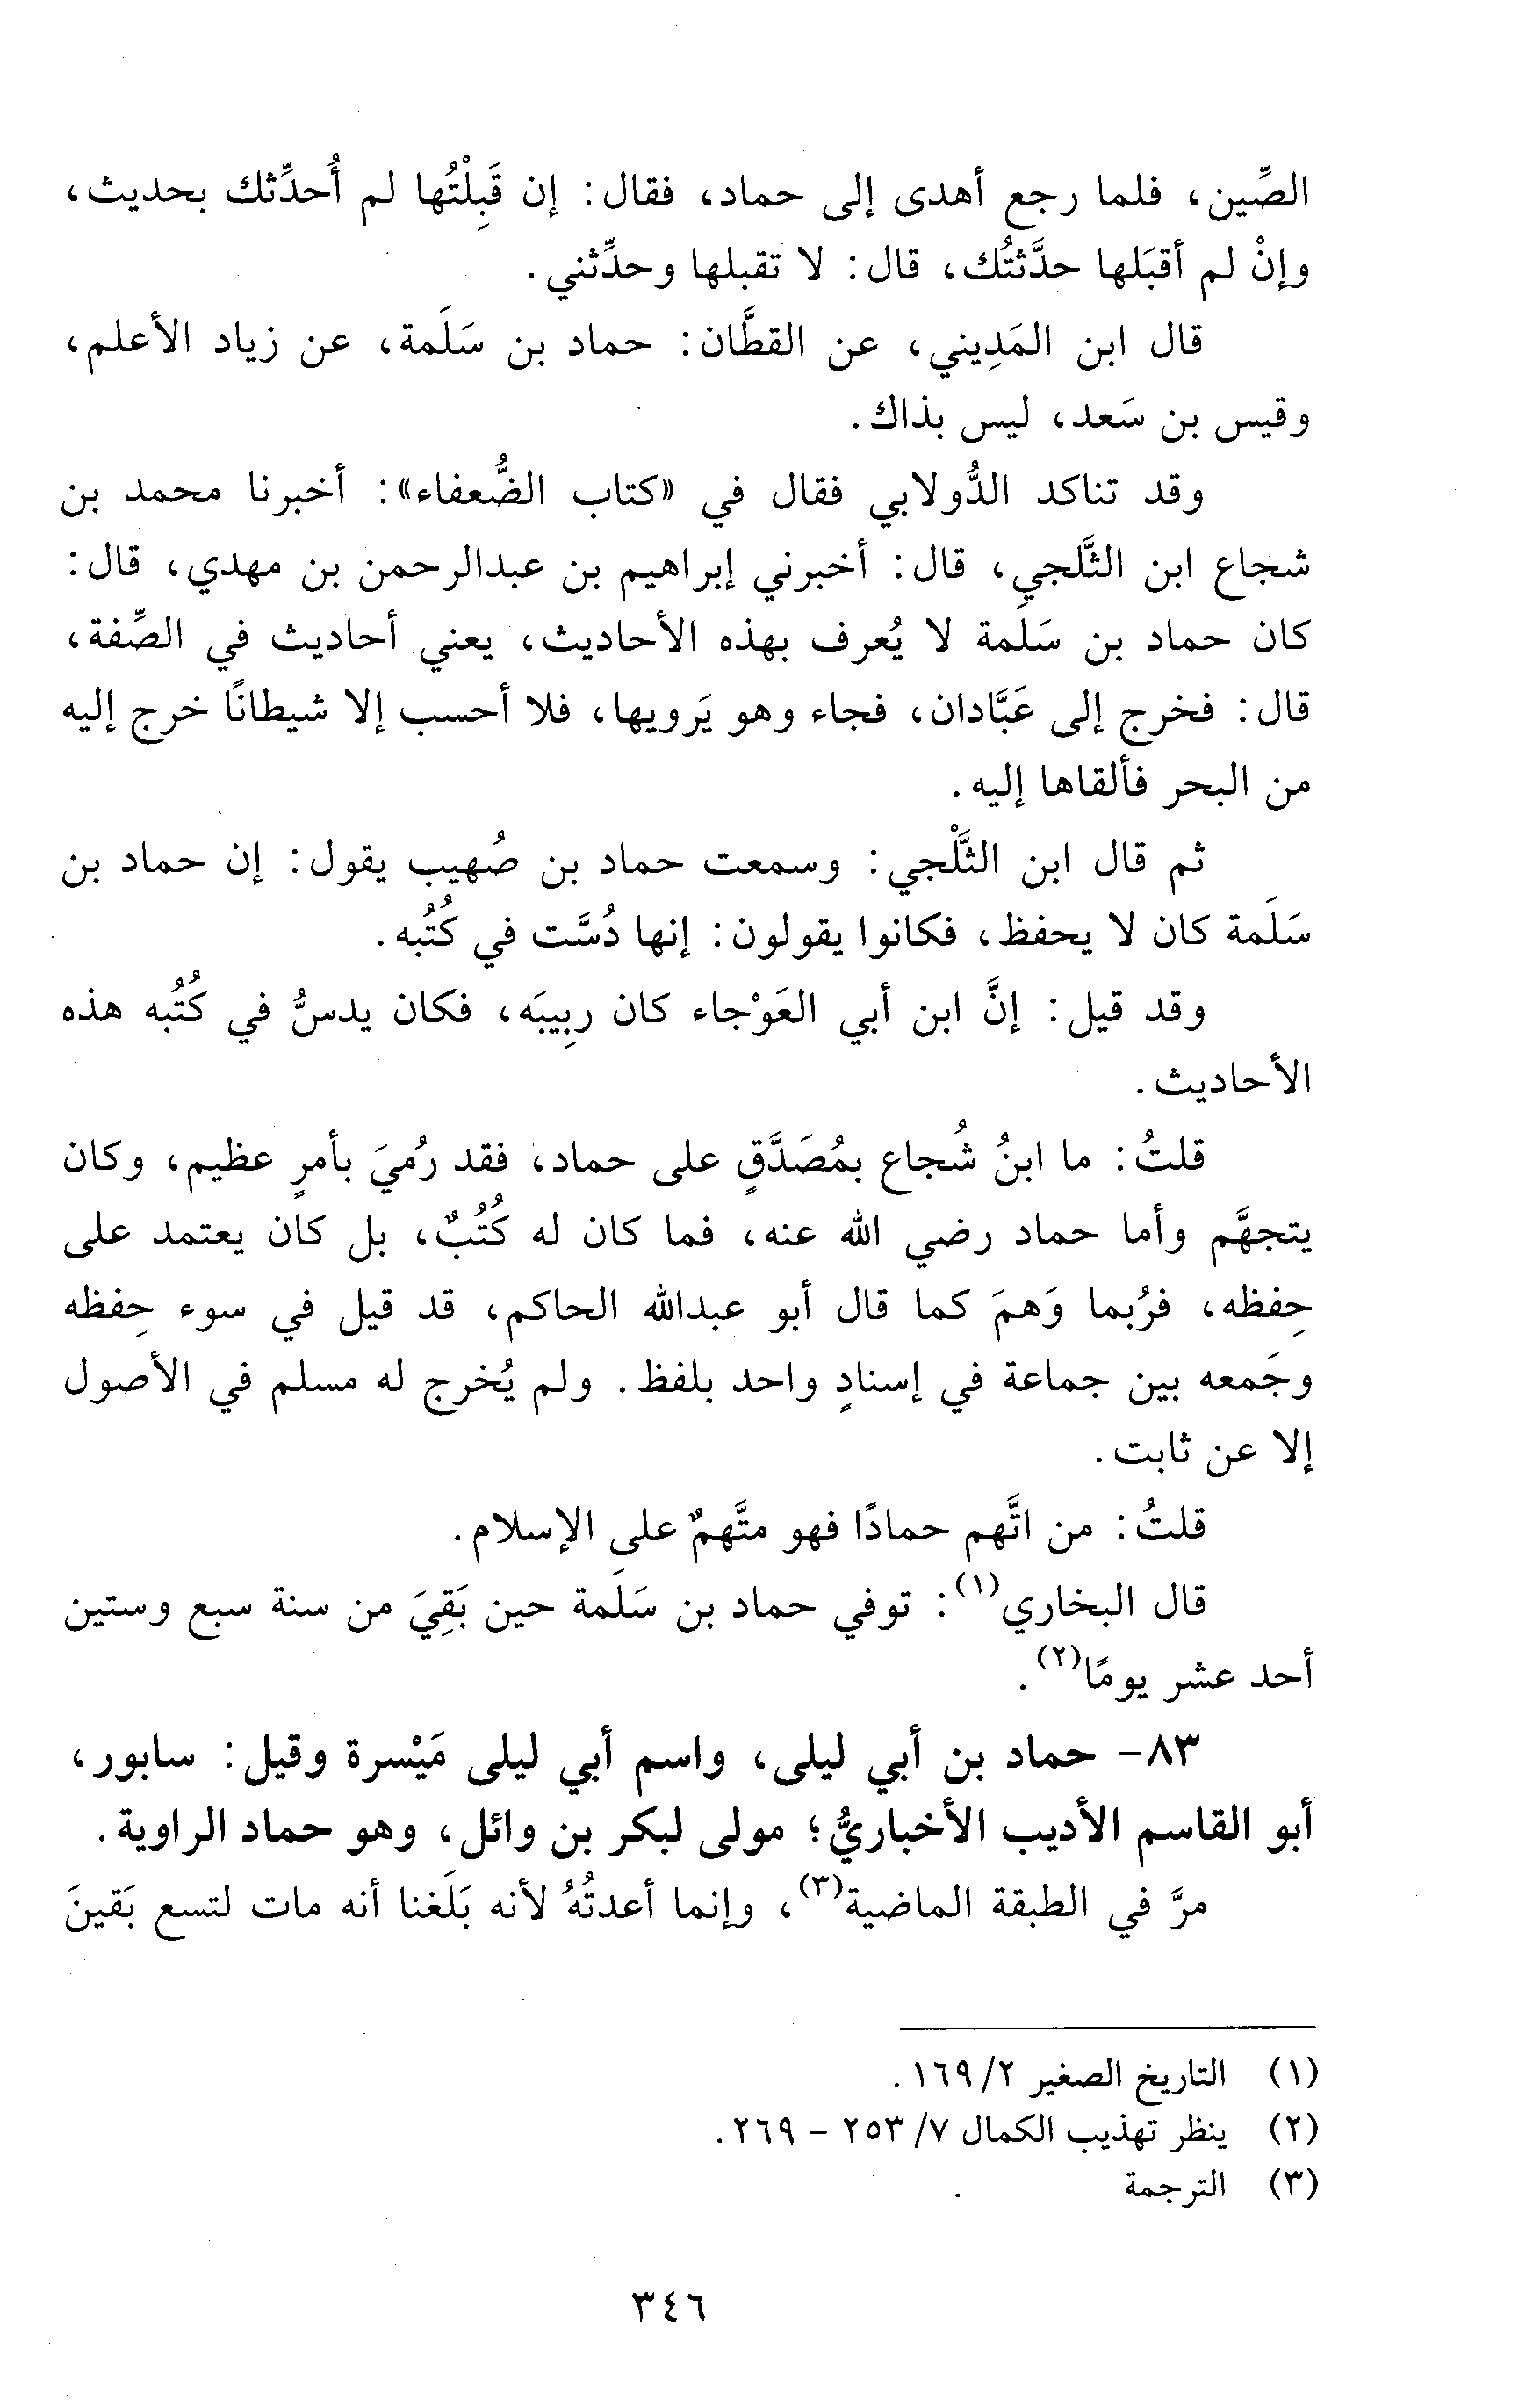 الصِّين، فلما رجع أهدى إلى حماد، فقال: إن قَبِلْتُها لم أُحدِّثك بحديث،
وإنْ لم أقبَلها حدَّثتُك، قال: لا تقبلها وحدِّثني.
قال ابن المَدِيني، عن القطَّان: حماد بن سَلَمة، عن زياد الأعلم،
وقيس بن سَعد، ليس بذاك.
وقد تناكد الدُّولابي فقال في «كتاب الضُّعفاء»: أخبرنا محمد بن
شجاع ابن الثَّلجي، قال: أخبرني إبراهيم بن عبدالرحمن بن مهدي، قال:
كان حماد بن سَلَمة لا يُعرف بهذه الأحاديث، يعني أحاديث في الصِّفة،
قال: فخرج إلى عَبَّادان، فجاء وهو يَرويها، فلا أحسب إلا شيطانًا خرج إليه
من البحر فألقاها إليه.
ثم قال ابن الثَّلْجي: وسمعت حماد بن صُهيب يقول: إن حماد بن
سَلَمة كان لا يحفظ، فكانوا يقولون: إنها دُسَّت في كُتُبه.
وقد قيل: إنَّ ابن أبي العَوْجاء كان ربِيبَه، فكان يدسُّ في كُتُبه هذه
الأحاديث.
قلتُ: ما ابنُ شُجاع بمُصَدَّقٍ على حماد، فقد رُميَ بأمرٍ عظيم، وكان
يتجهَّم وأما حماد رضي الله عنه، فما كان له كُتُبٌ، بل كان يعتمد على
حِفظه، فرُبما وَهمَ كما قال أبو عبدالله الحاكم، قد قيل في سوء حِفظه
وجَمعه بين جماعة في إسنادٍ واحد بلفظ. ولم يُخرج له مسلم في الأصول
إلا عن ثابت.
قلتُ: من اتَّهم حمادًا فهو متَّهمٌ على الإسلام.
قال البخاري(١): توفي حماد بن سَلَمة حين بَقِيَ من سنة سبع وستين
أحد عشر يومًا(٢).
٨٣- حماد بن أبي ليلى، واسم أبي ليلى مَيْسرة وقيل: سابور،
أبو القاسم الأديب الأخباريُّ؛ مولى لبكر بن وائل، وهو حماد الراوية.
مرَّ في الطبقة الماضية(٣)، وإنما أعدتُهُ لأنه بَلَغنا أنه مات لتسع بَقينَ
(١) التاريخ الصغير ٢/ ١٦٩.
(٢) ينظر تهذيب الكمال ٧/ ٢٥٣ - ٢٦٩.
(٣) الترجمة .
٣٤٦